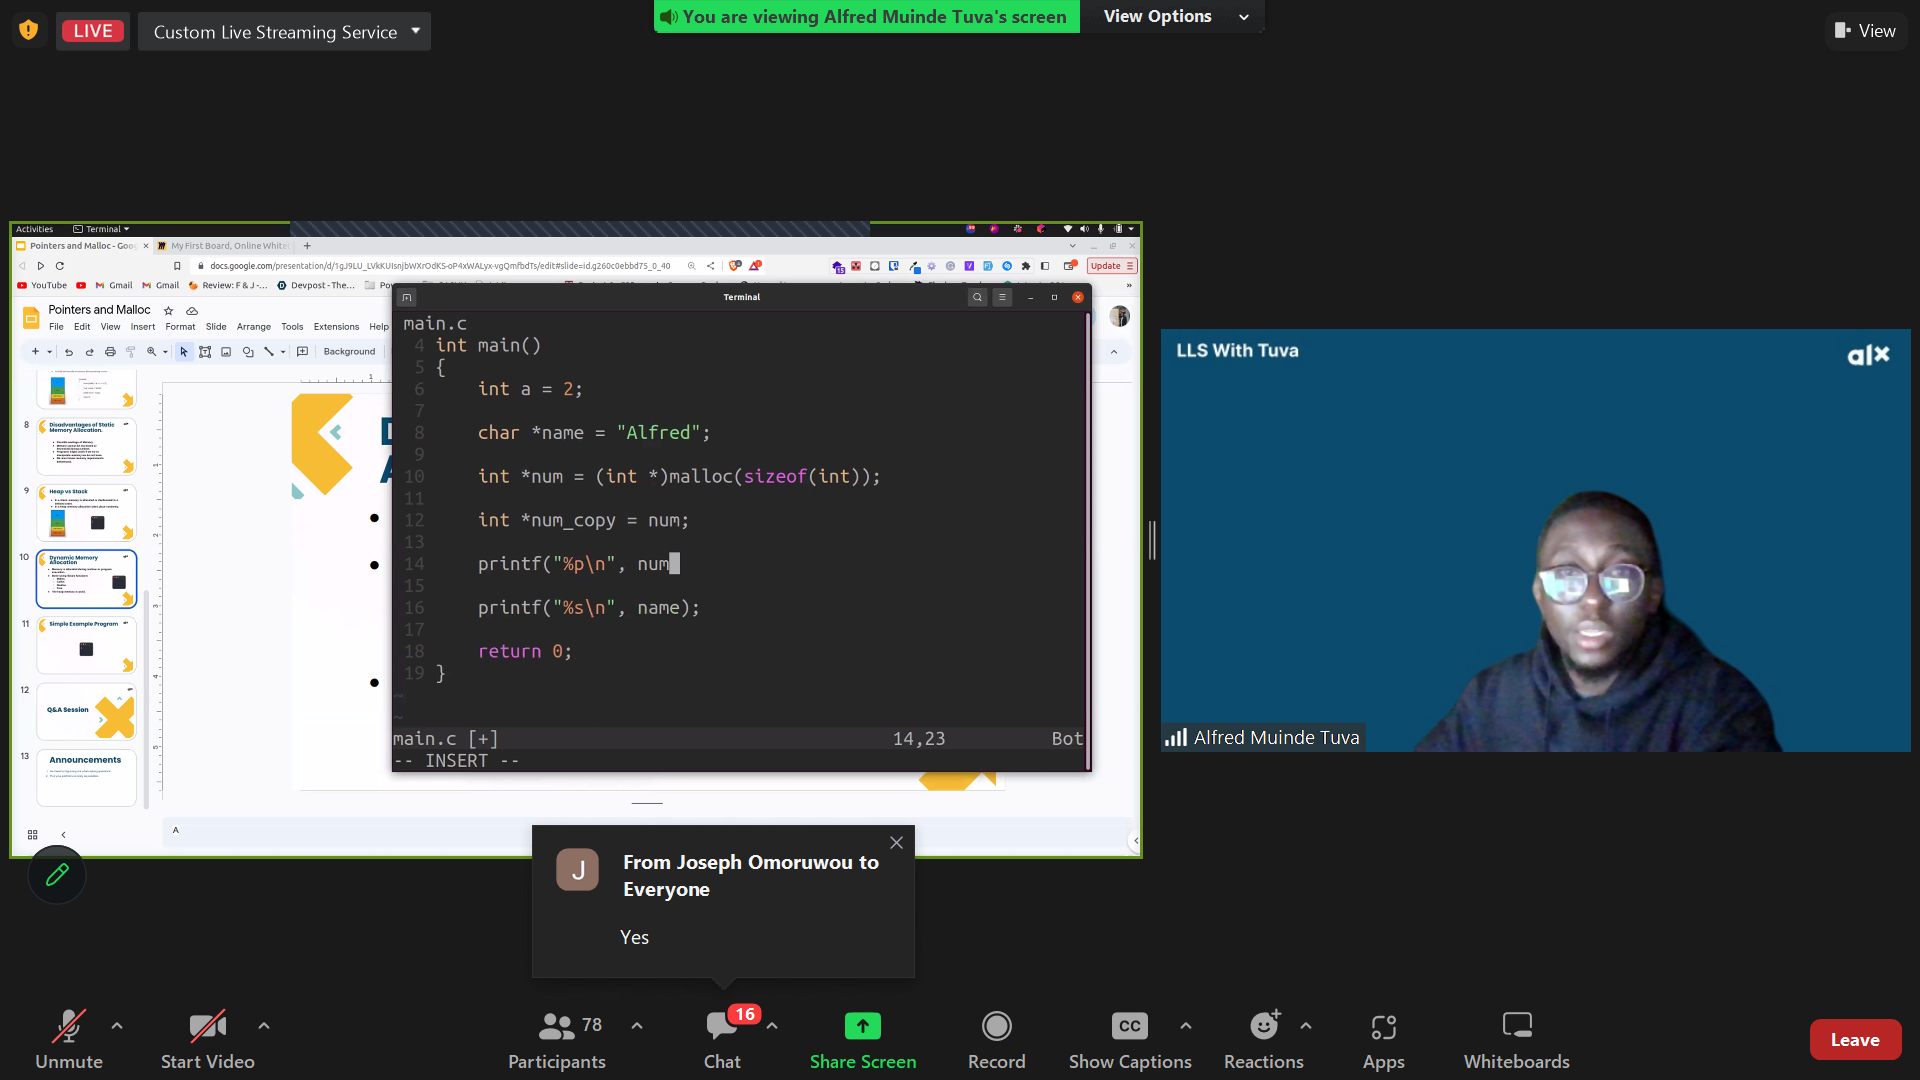 LIVE
Custom Live Streaming Service
You are viewing Alfred Muinde Tuva's screen
View Options
View
Activities
Terminal
Pointers and Malloc - Goo
My First Board, Online White
docs.google.com/presentation/d/1gJ9LU_LVkKUIsnjbWXrOdKS-oP4xWALyx-vgQmfbdTs/edit#slide=id.g260c0ebbd75_0_40
Update
YouTube
Gmail
Gmail
Review: F & J -...
Devpost - The...
Pointers and Malloc
File Edit View Insert Format Slide Arrange Tools Extensions Help
Background
8
Disadvantages of Static
Memory Allocation.
9
Heap vs Stack
10
Dynamic Memory
Allocation
11
Simple Example Program
12
Q&A Session
13
Announcements
Terminal
main.c
4 int main()
5 {
6 int a = 2;
7
8 char *name = "Alfred";
9
10 int *num = (int *)malloc(sizeof(int));
11
12 int *num_copy = num;
13
14 printf("%p\n", num
15
16 printf("%s\n", name);
17
18 return 0;
19 }
~
~
main.c [+] 14,23 Bot
-- INSERT --
LLS With Tuva
alx
Alfred Muinde Tuva
J
From Joseph Omoruwou to
Everyone
Yes
Unmute
Start Video
78
Participants
16
Chat
Share Screen
Record
CC
Show Captions
Reactions
Apps
Whiteboards
Leave